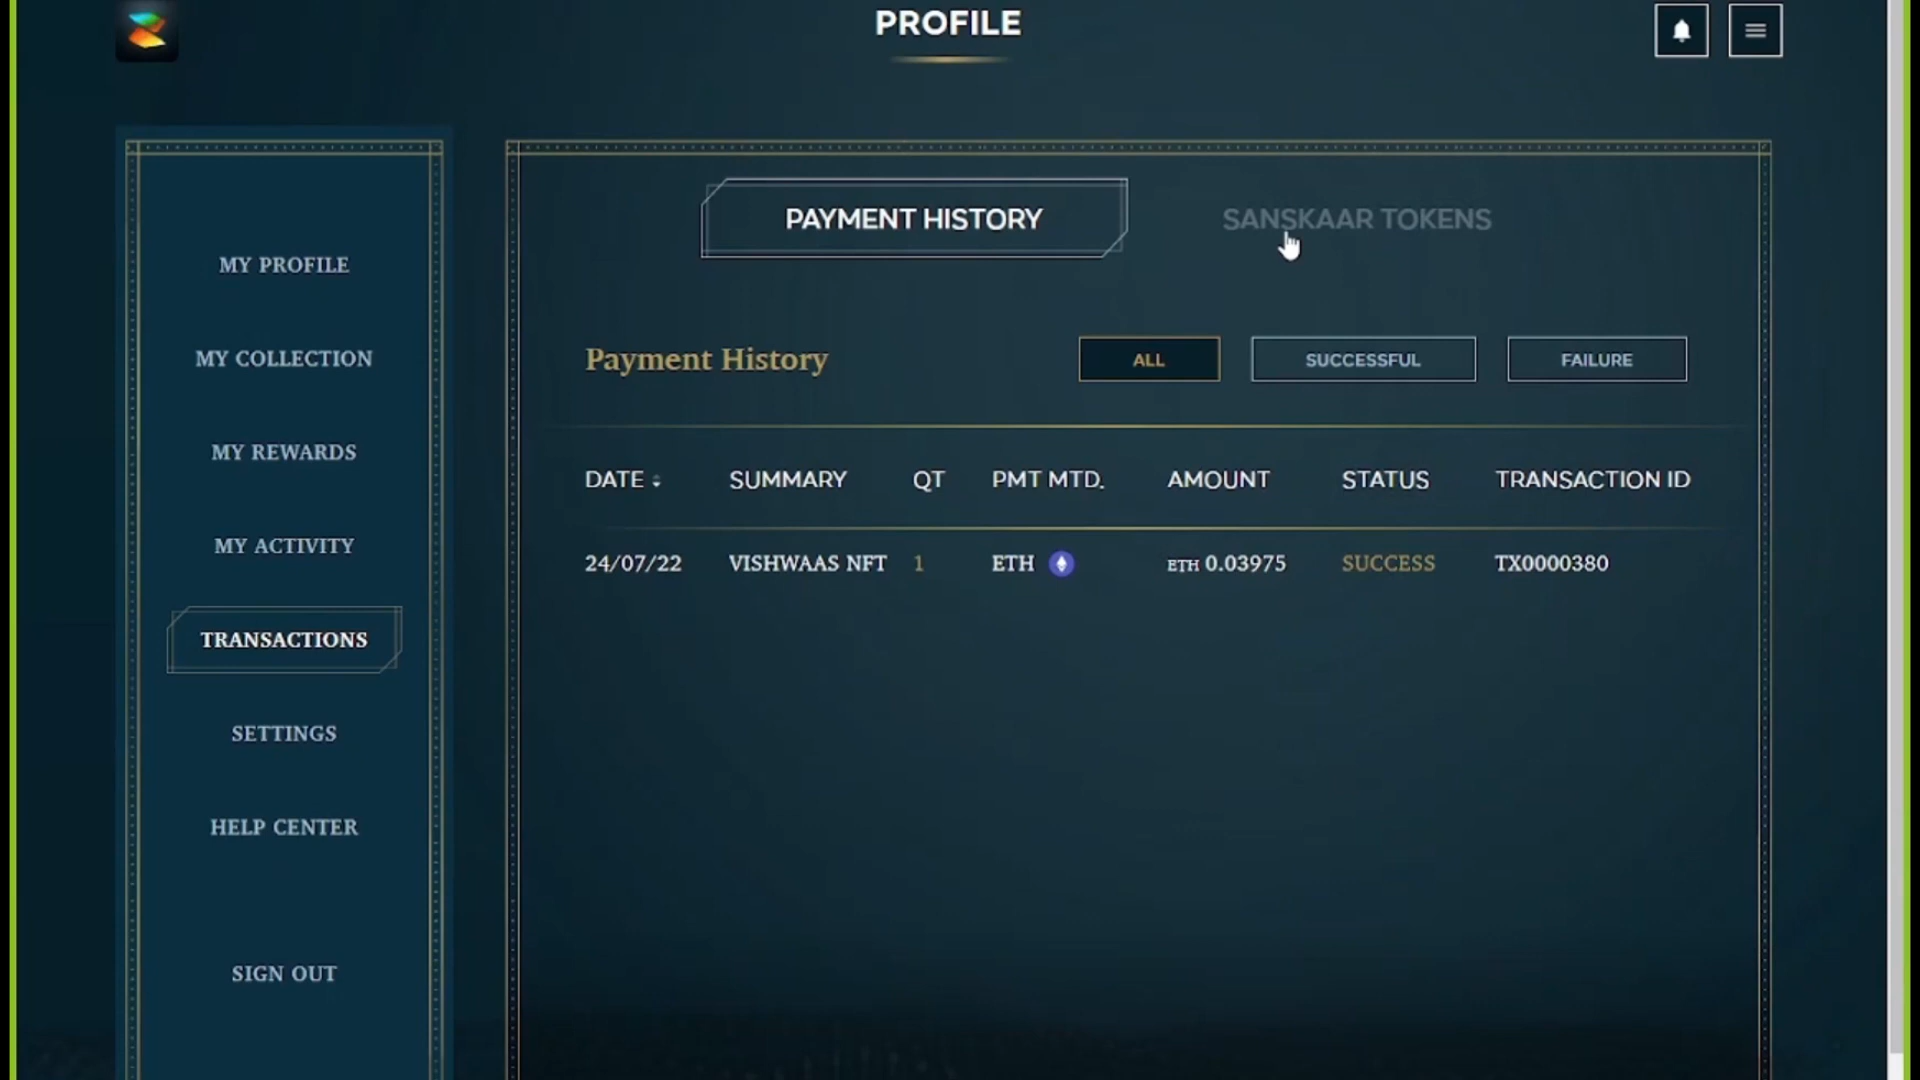 PROFILE
MY PROFILE
MY COLLECTION
MY REWARDS
MY ACTIVITY
TRANSACTIONS
SETTINGS
HELP CENTER
SIGN OUT
PAYMENT HISTORY SANSKAAR TOKENS
Payment History ALL SUCCESSFUL FAILURE
DATE SUMMARY QT PMT MTD. AMOUNT STATUS TRANSACTION ID
24/07/22 VISHWAAS NFT 1 ETH ETH 0.03975 SUCCESS TX0000380